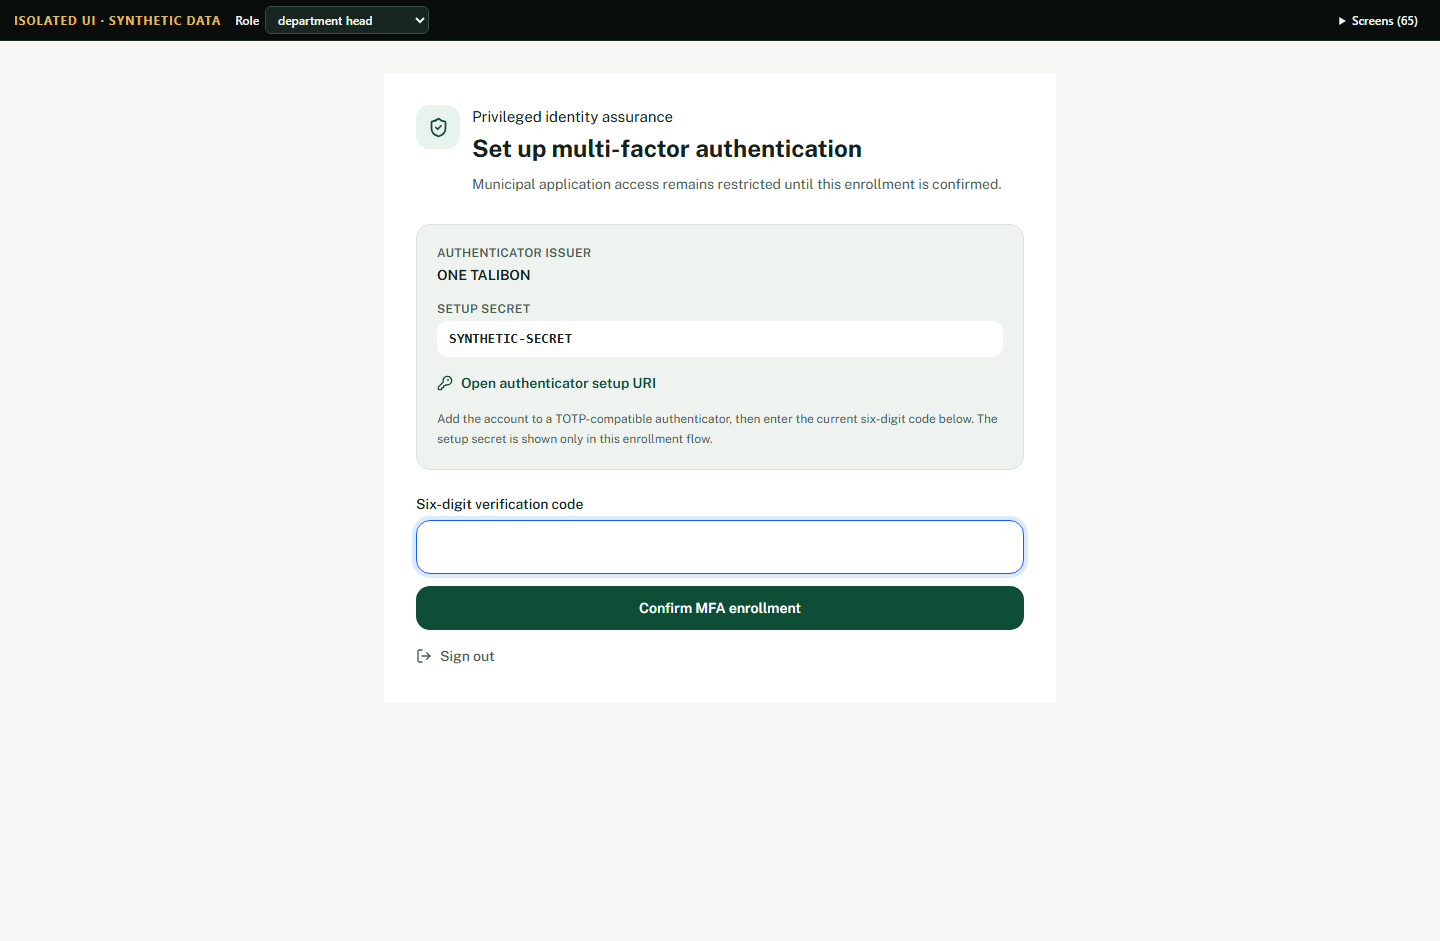 ISOLATED UI · SYNTHETIC DATA Role department head Screens (65)
Privileged identity assurance
Set up multi-factor authentication
Municipal application access remains restricted until this enrollment is confirmed.
AUTHENTICATOR ISSUER
ONE TALIBON
SETUP SECRET
SYNTHETIC-SECRET
Open authenticator setup URI
Add the account to a TOTP-compatible authenticator, then enter the current six-digit code below. The
setup secret is shown only in this enrollment flow.
Six-digit verification code
Confirm MFA enrollment
Sign out